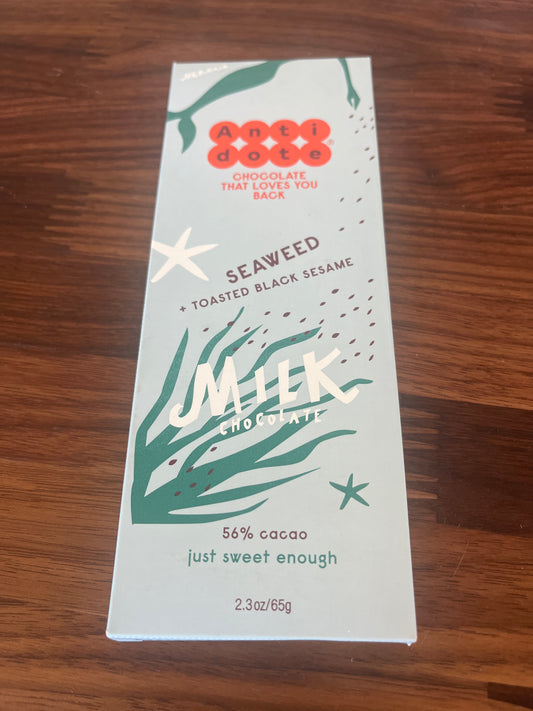 Anti
dote®
CHOCOLATE
THAT LOVES YOU
BACK
SEAWEED
+ TOASTED BLACK SESAME
MILK
CHOCOLATE
56% cacao
just sweet enough
2.3oz/65g